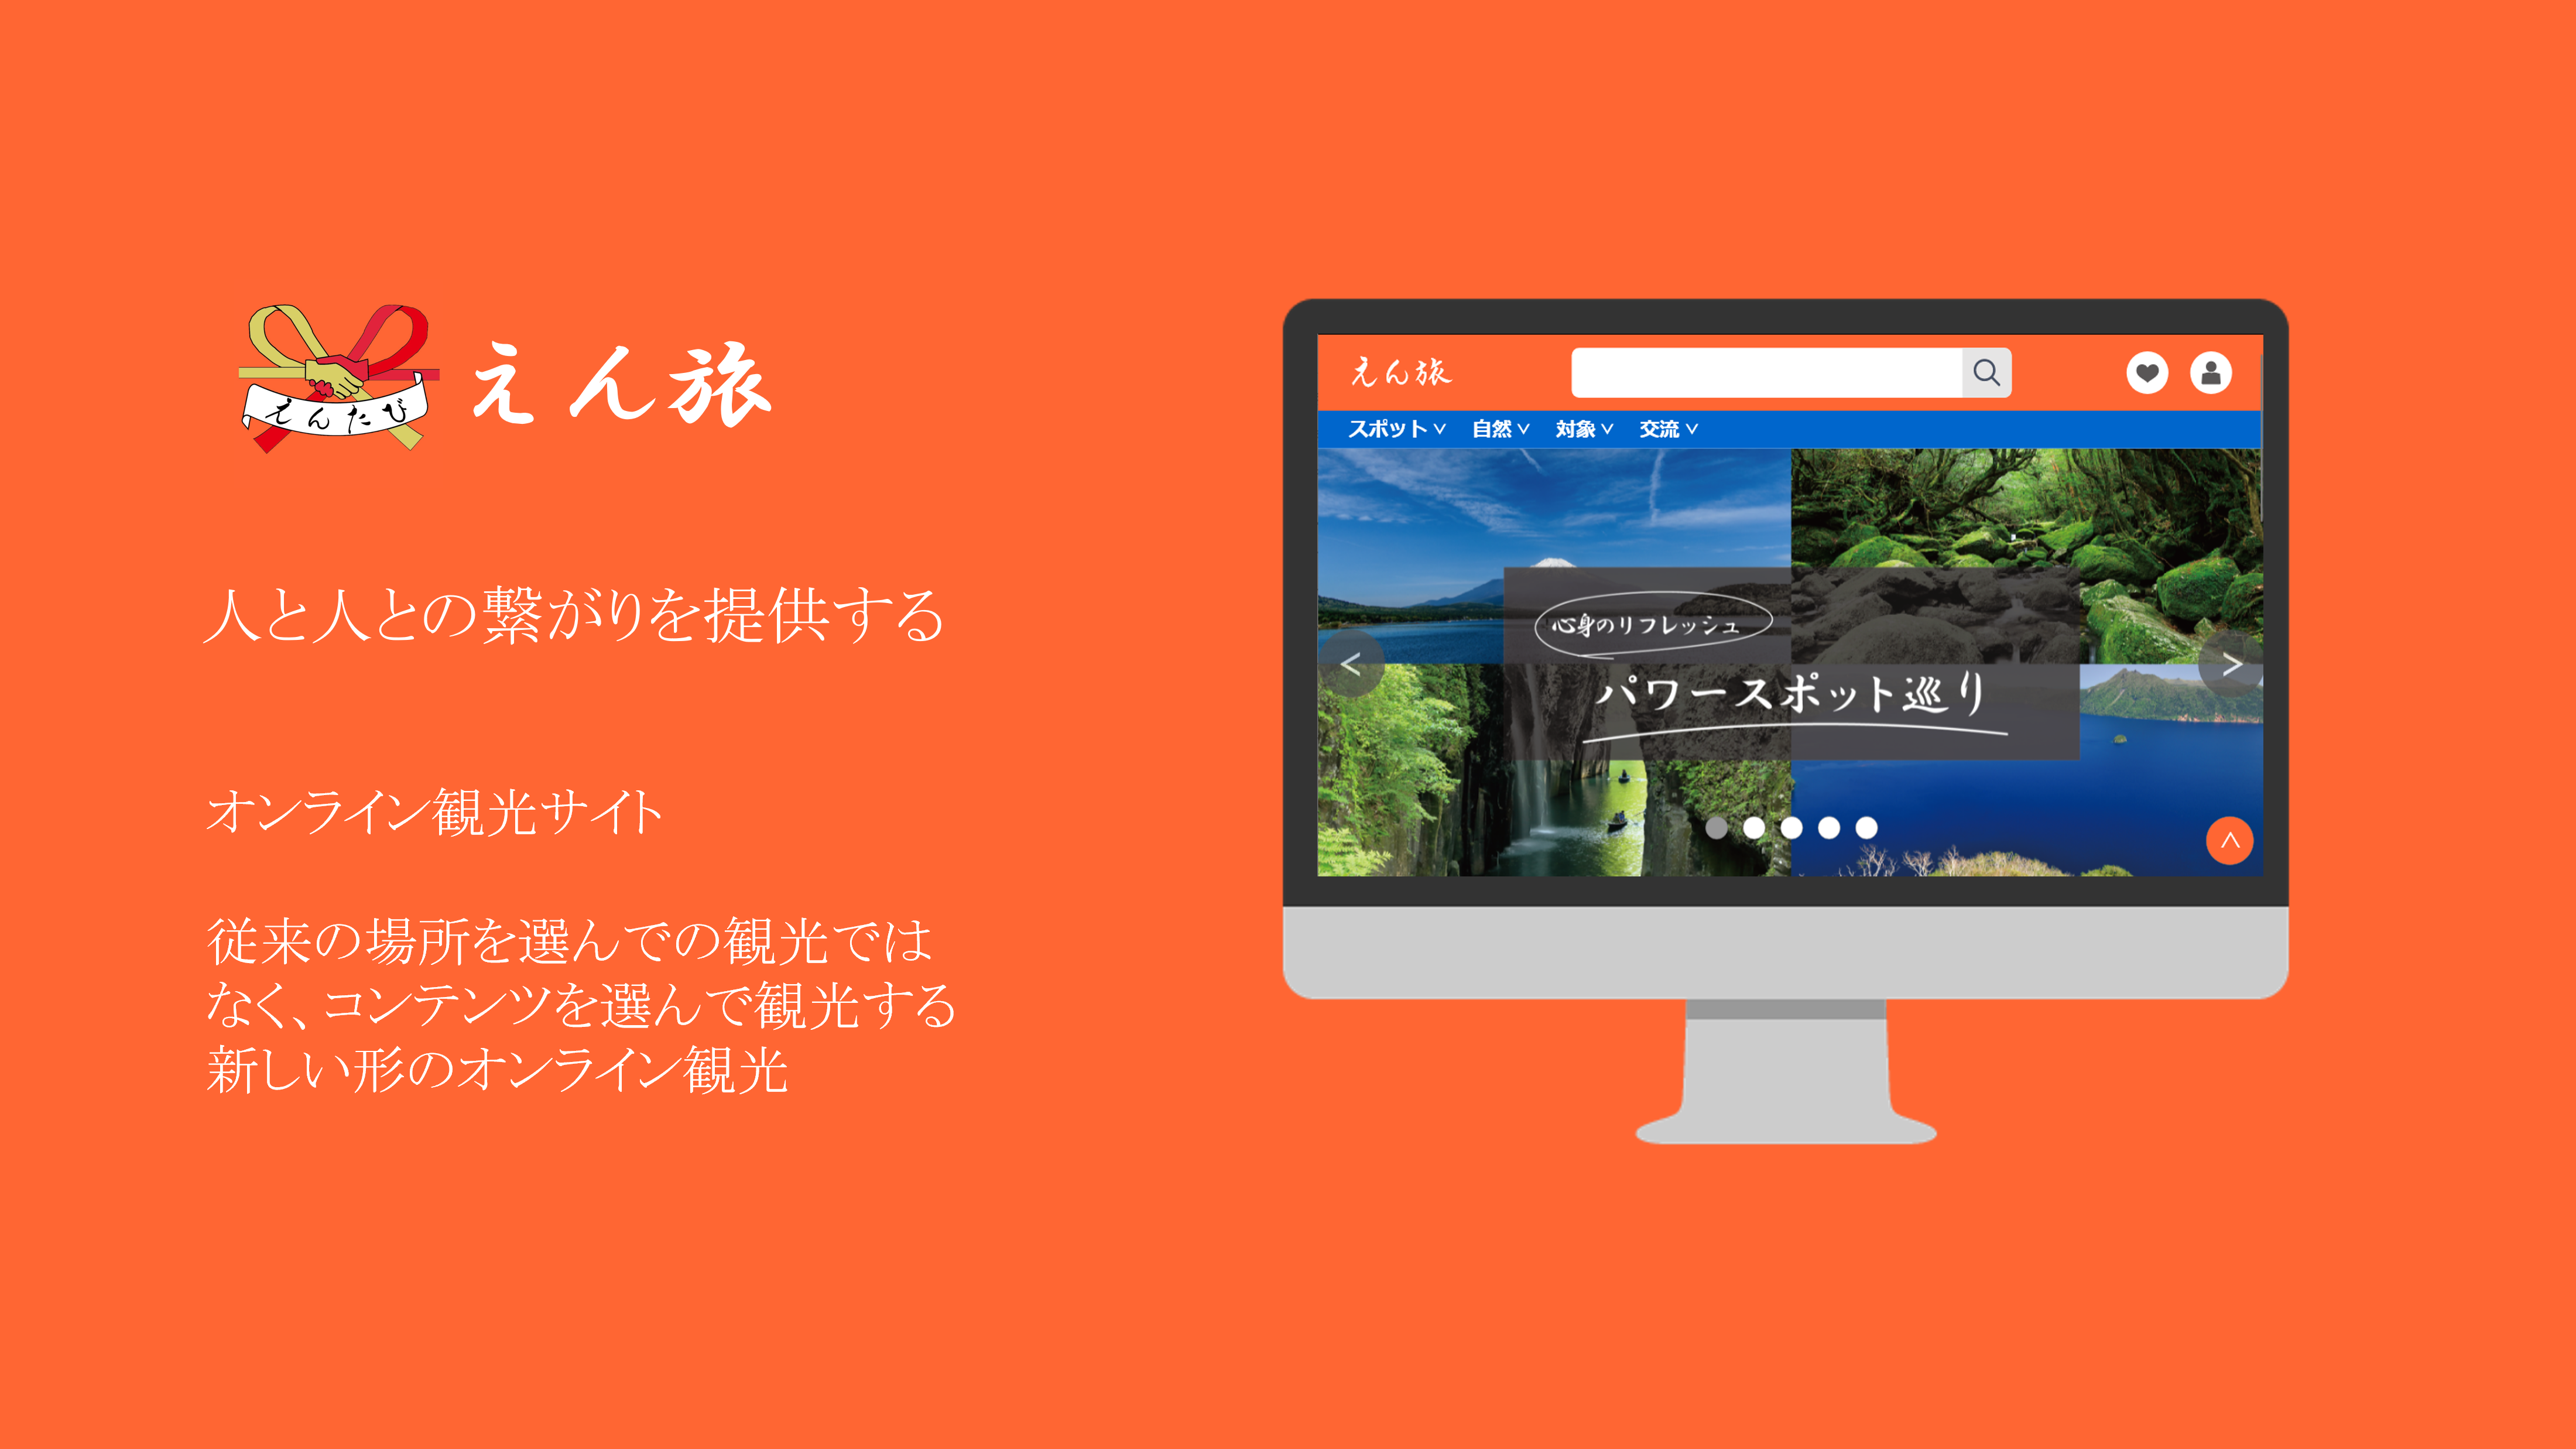 えんたび
えん旅
人と人との繋がりを提供する
オンライン観光サイト
従来の場所を選んでの観光では
なく、コンテンツを選んで観光する
新しい形のオンライン観光
えん旅
スポット 自然 対象 交流
心身のリフレッシュ
パワースポット巡り